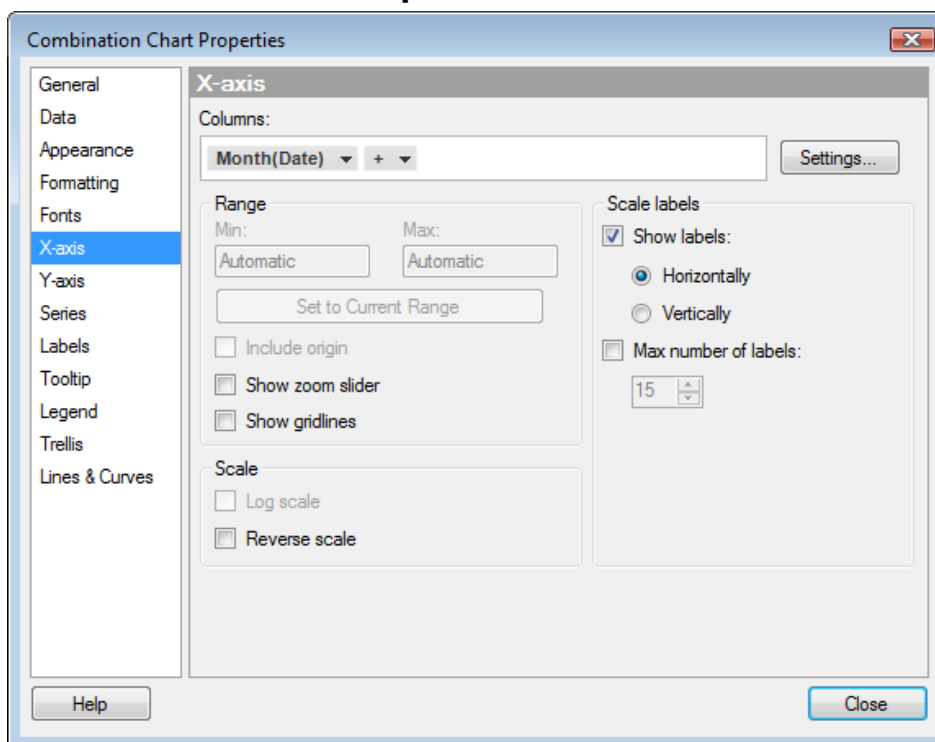 Combination Chart Properties
General
Data
Appearance
Formatting
Fonts
X-axis
Y-axis
Series
Labels
Tooltip
Legend
Trellis
Lines & Curves
X-axis
Columns:
Month(Date) +
Settings...
Range
Min: Max:
Automatic Automatic
Set to Current Range
Include origin
Show zoom slider
Show gridlines
Scale
Log scale
Reverse scale
Scale labels
Show labels:
Horizontally
Vertically
Max number of labels:
15
Help
Close